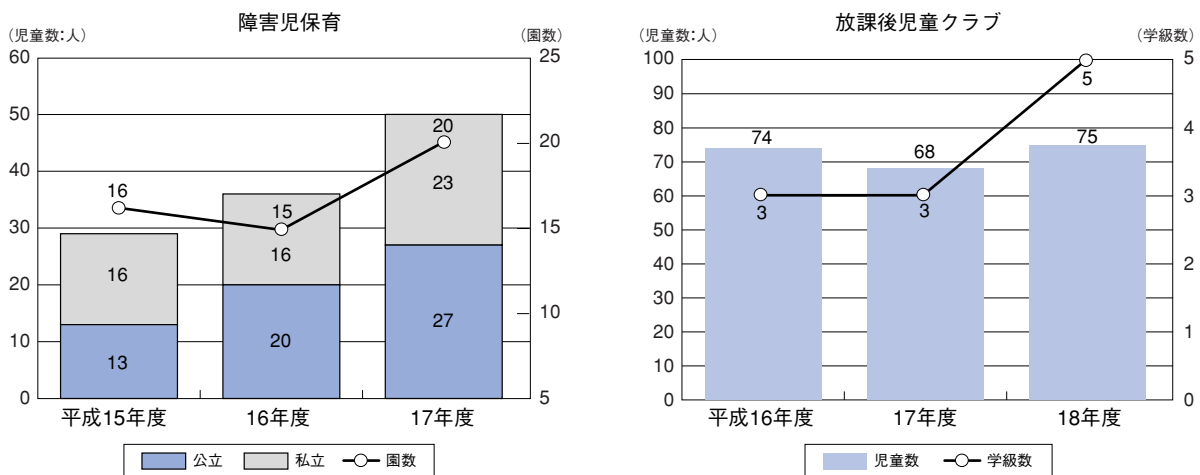 障害児保育
（児童数：人）
（園数）
60
50
40
30
20
10
0
25
20
15
10
5
16
15
20
16
16
23
13
20
27
平成15年度
16年度
17年度
公立
私立
園数
放課後児童クラブ
（児童数：人）
（学級数）
100
90
80
70
60
50
40
30
20
10
0
5
4
3
2
1
0
74
68
75
3
3
5
平成16年度
17年度
18年度
児童数
学級数